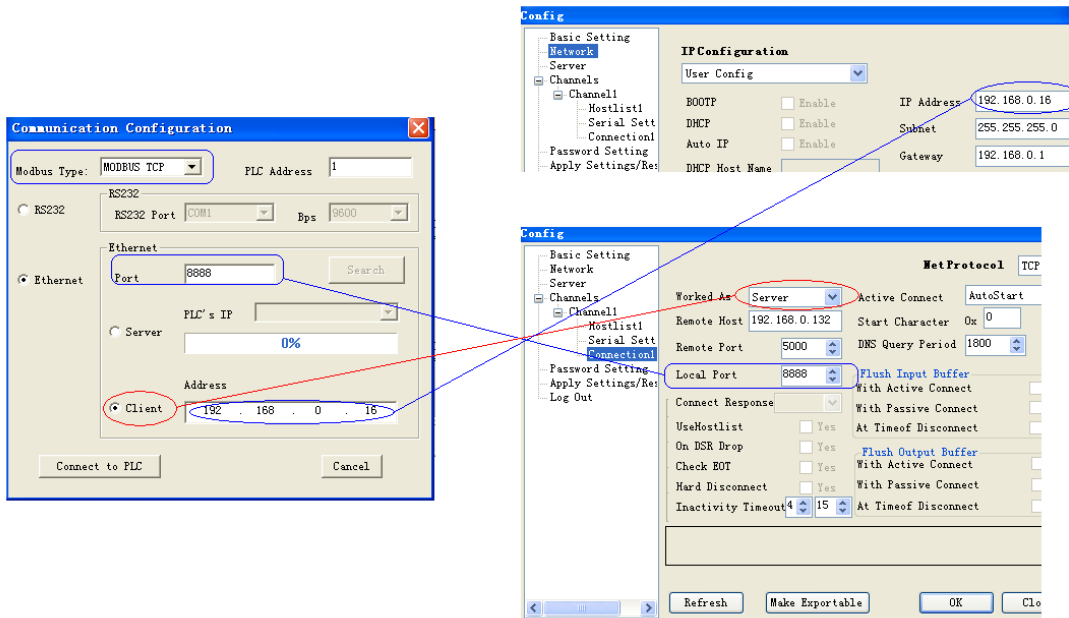 Communication Configuration
Modbus Type: MODBUS TCP PLC Address 1
RS232
RS232 RS232 Port COM1 Bps 9600
Ethernet
Ethernet Port 8888 Search
PLC's IP
Server
0%
Address
Client 192 . 168 . 0 . 16
Connect to PLC Cancel
Config
Basic Setting
Network
Server
Channels
Channel1
Hostlist1
Serial Sett
Connection1
Password Setting
Apply Settings/Res
IPConfiguration
User Config
BOOTP Enable IP Address 192.168.0.16
DHCP Enable Subnet 255.255.255.0
Auto IP Enable Gateway 192.168.0.1
DHCP Host Name
Config
Basic Setting
Network
Server
Channels
Channel1
Hostlist1
Serial Sett
Connection1
Password Setting
Apply Settings/Res
Log Out
NetProtocol TCP
Worked As Server Active Connect AutoStart
Remote Host 192.168.0.132 Start Character 0x 0
Remote Port 5000 DNS Query Period 1800
Local Port 8888 Flush Input Buffer
With Active Connect
Connect Response With Passive Connect
UseHostlist Yes At Timeof Disconnect
On DSR Drop Yes Flush Output Buffer
Check EOT Yes With Active Connect
Hard Disconnect Yes With Passive Connect
Inactivity Timeout 4 15 At Timeof Disconnect
Refresh Make Exportable OK Clo